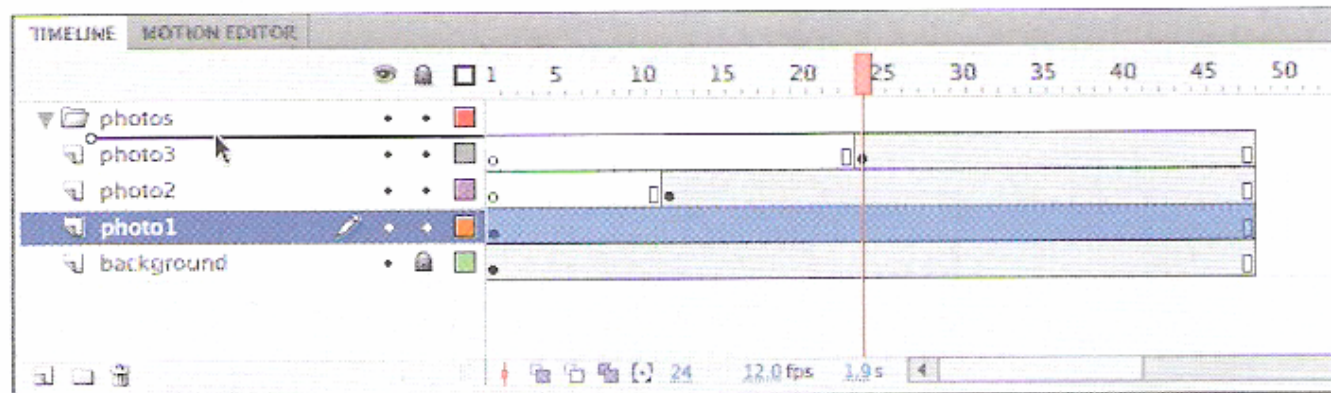 TIMELINE MOTION EDITOR
1 5 10 15 20 25 30 35 40 45 50
photos
photo3
photo2
photo1
background
24 12.0 fps 1.9 s